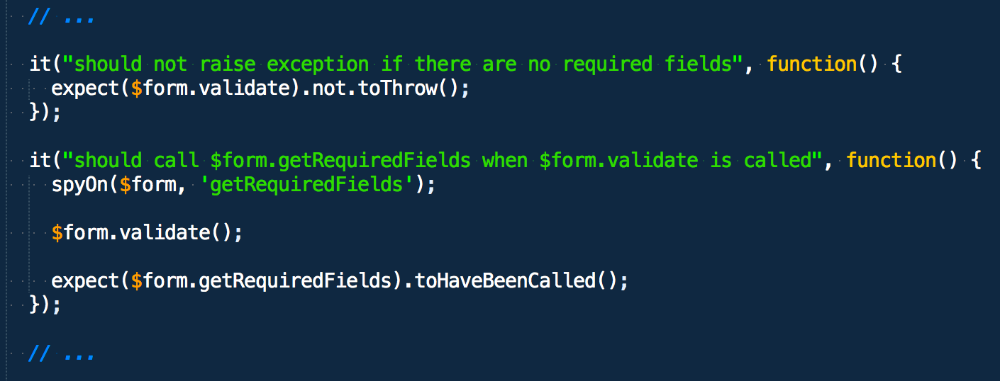 // ...
it("should not raise exception if there are no required fields", function() {
expect($form.validate).not.toThrow();
});
it("should call $form.getRequiredFields when $form.validate is called", function() {
spyOn($form, 'getRequiredFields');
$form.validate();
expect($form.getRequiredFields).toHaveBeenCalled();
});
// ...